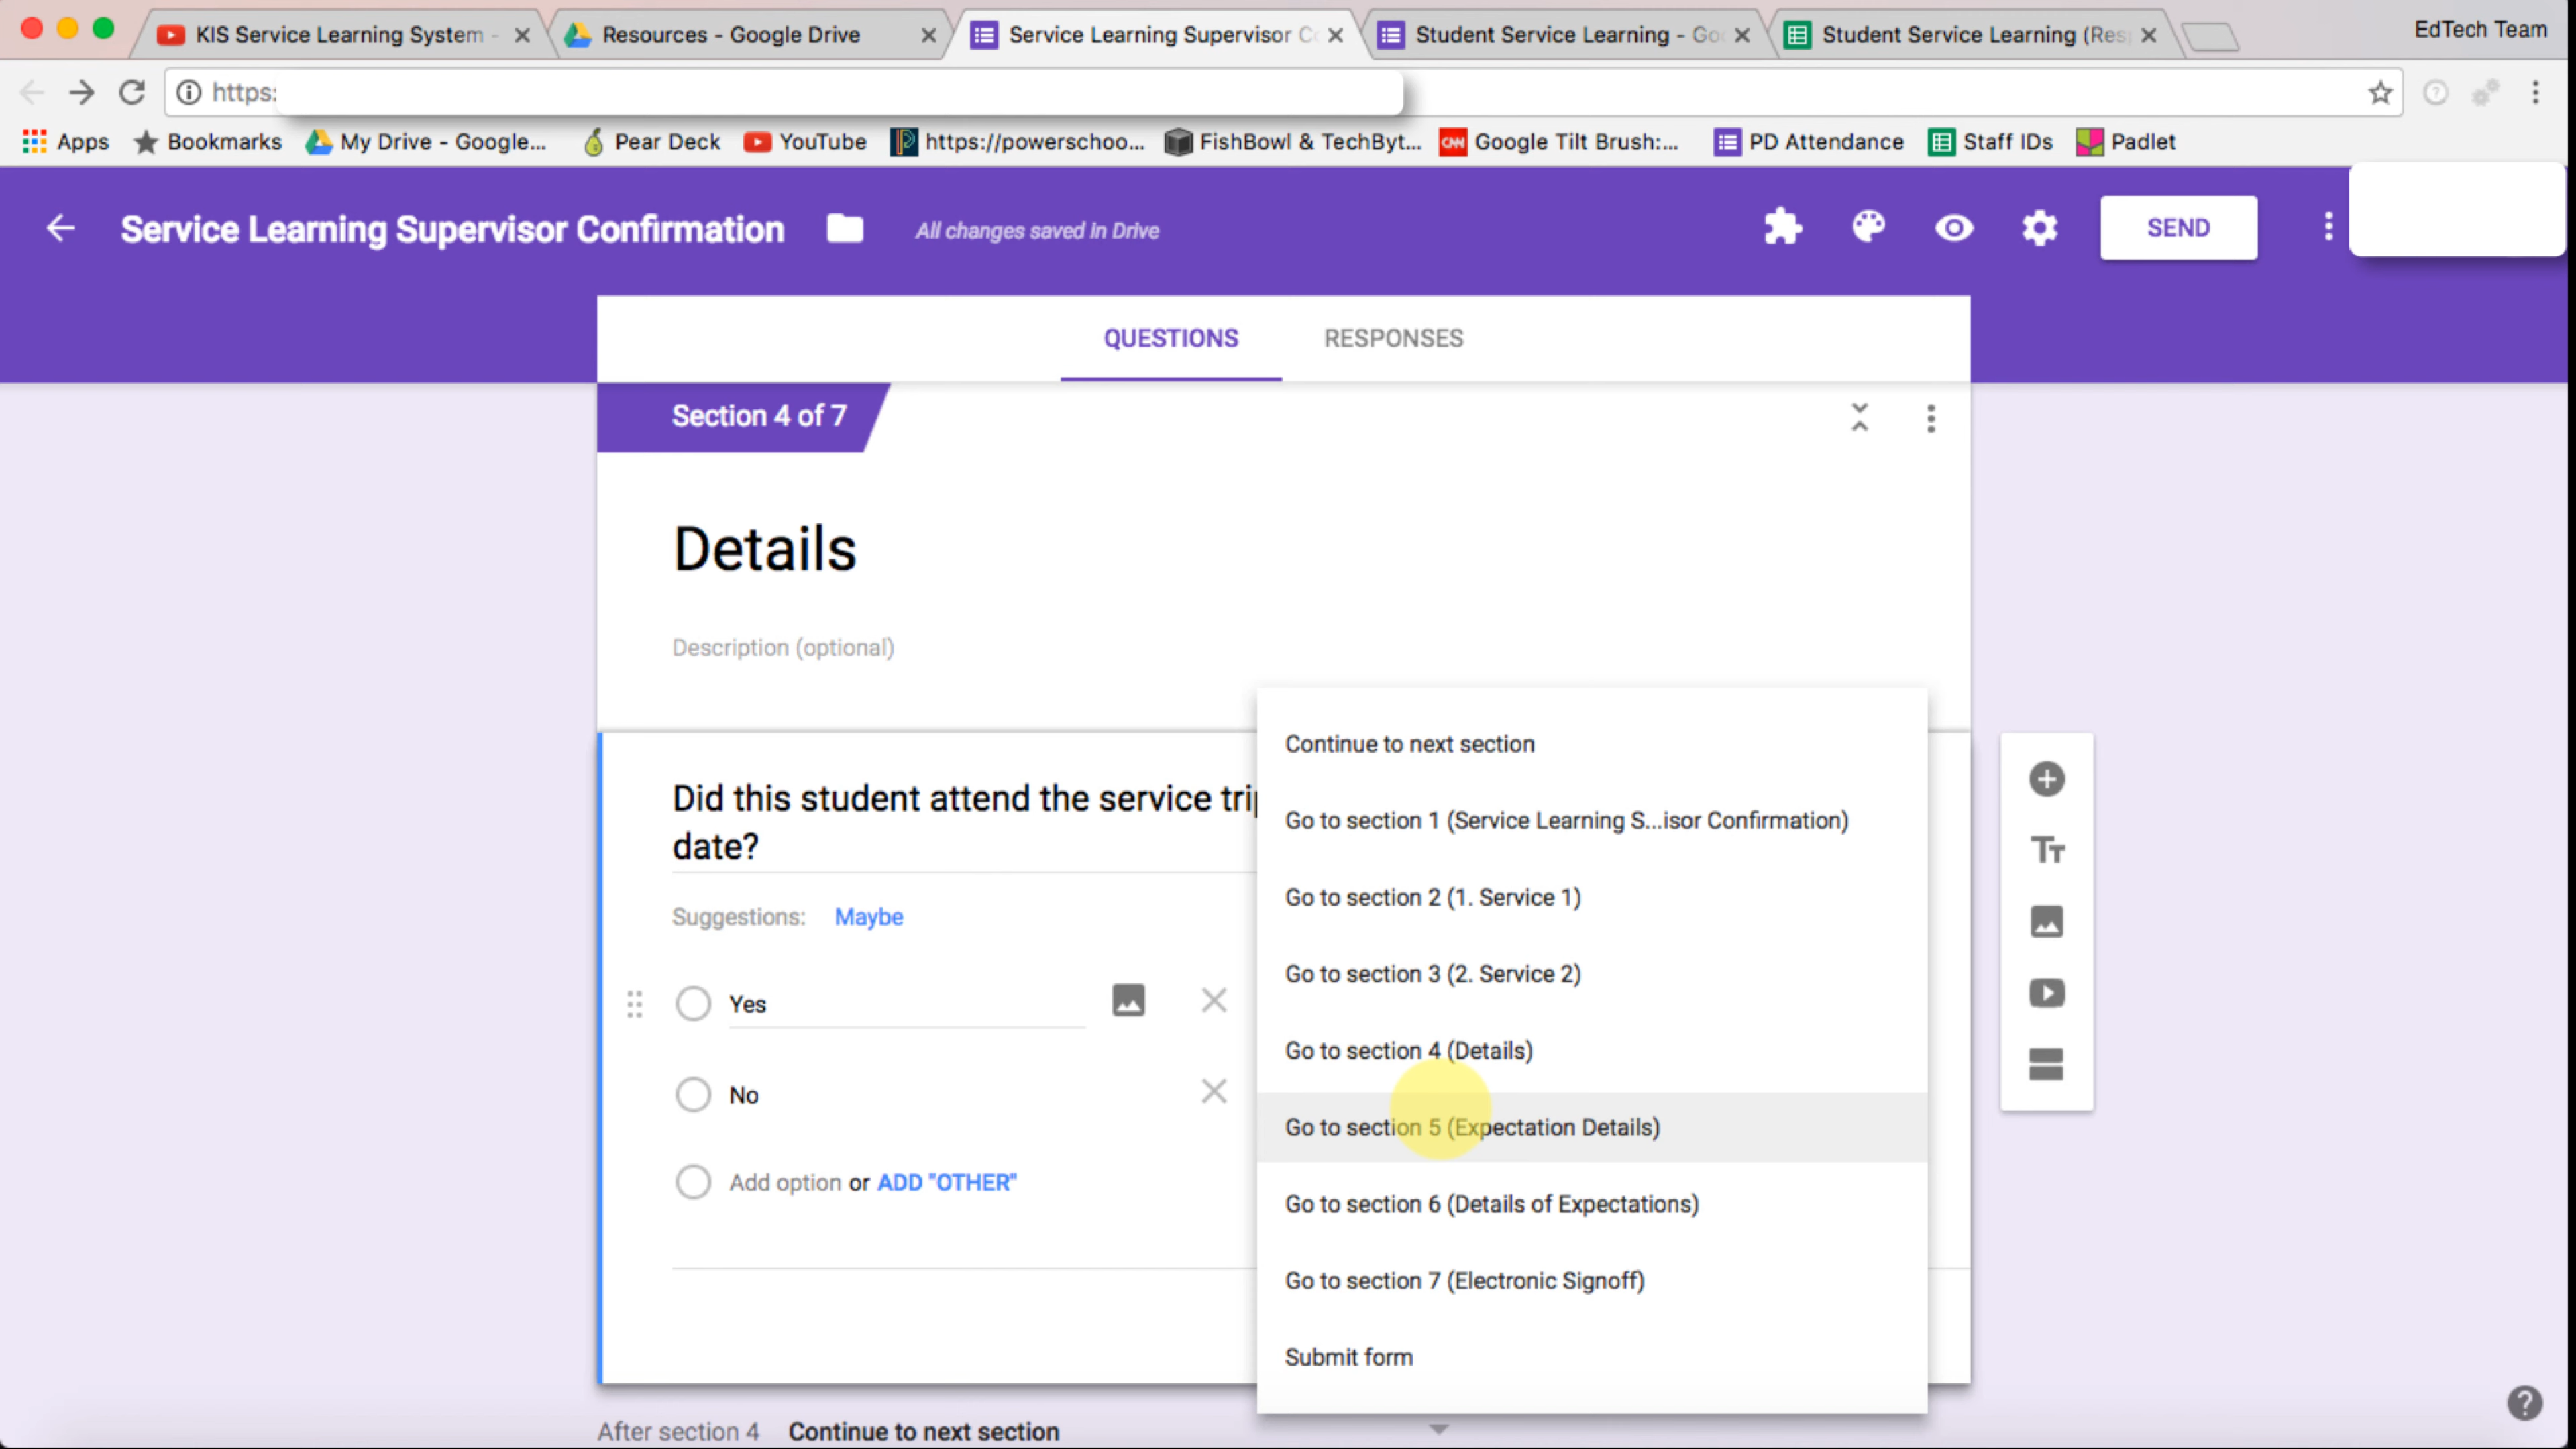 KIS Service Learning System -
Resources - Google Drive
Service Learning Supervisor
Student Service Learning - Go
Student Service Learning (Res
EdTech Team
https:
Apps
Bookmarks
My Drive - Google...
Pear Deck
YouTube
https://powerschoo...
FishBowl & TechByt...
CNN
Google Tilt Brush:...
PD Attendance
Staff IDs
Padlet
Service Learning Supervisor Confirmation
All changes saved in Drive
SEND
QUESTIONS
RESPONSES
Section 4 of 7
Details
Description (optional)
Did this student attend the service trip
date?
Suggestions:
Maybe
Yes
No
Add option or ADD "OTHER"
Continue to next section
Go to section 1 (Service Learning S...isor Confirmation)
Go to section 2 (1. Service 1)
Go to section 3 (2. Service 2)
Go to section 4 (Details)
Go to section 5 (Expectation Details)
Go to section 6 (Details of Expectations)
Go to section 7 (Electronic Signoff)
Submit form
Tт
After section 4
Continue to next section